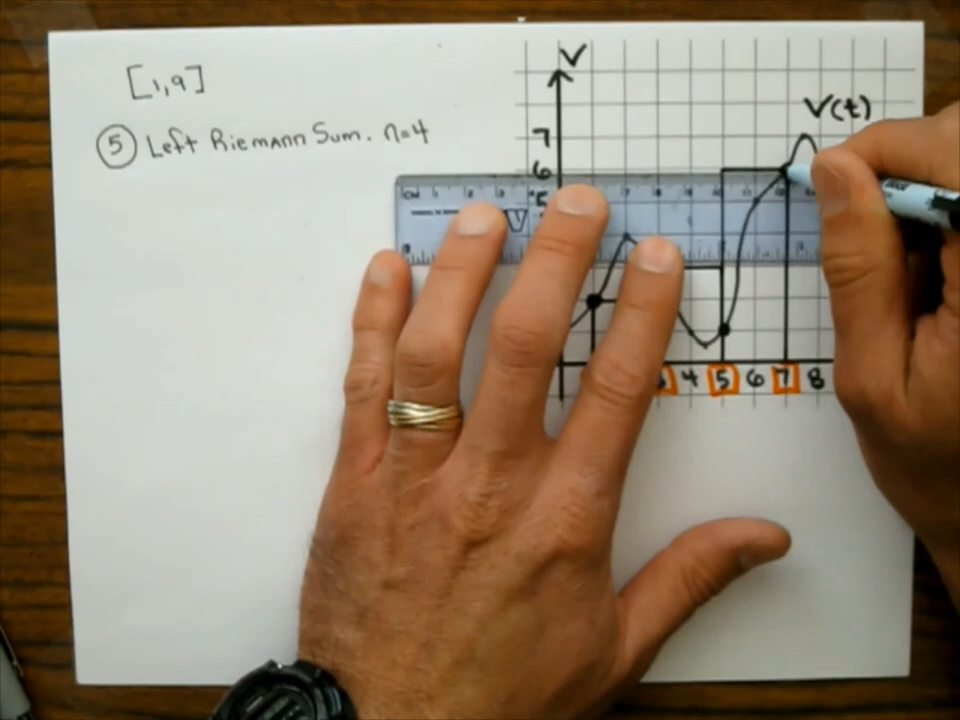 [1,9]
⑤ Left Riemann Sum. n=4
V
V(t)
7
6
5
4 5 6 7 8